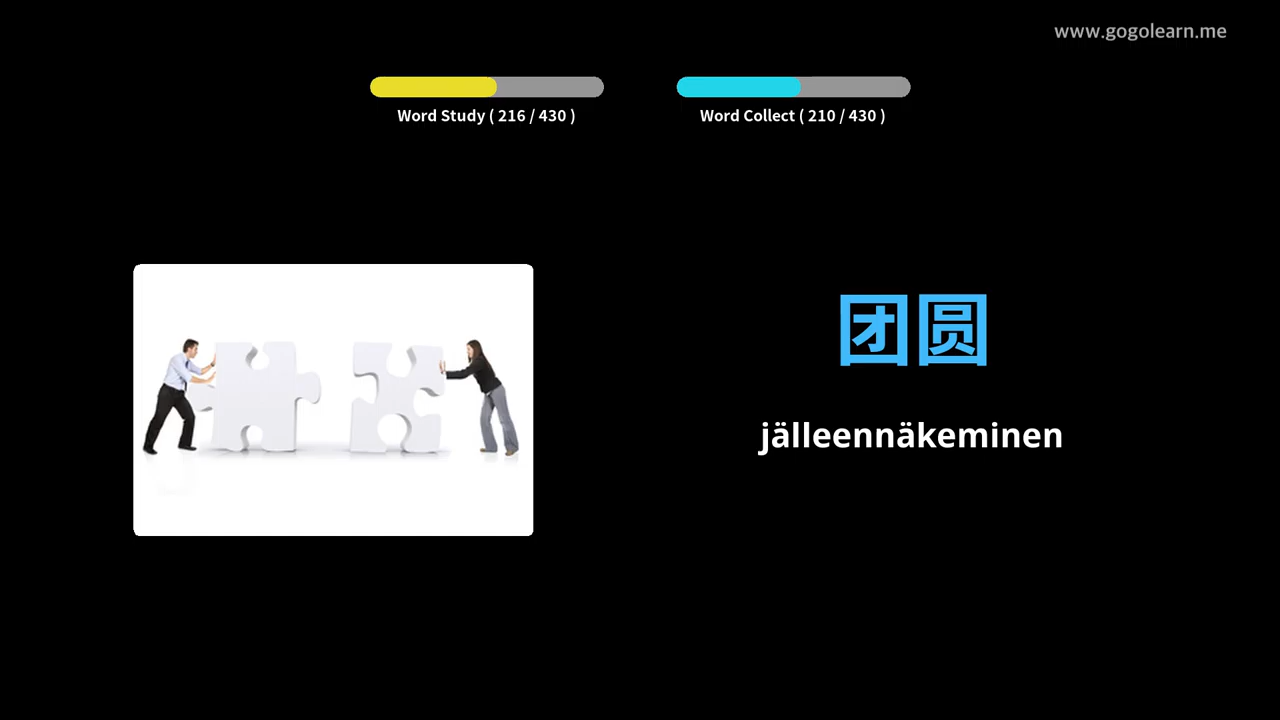 www.gogolearn.me
Word Study ( 216 / 430 )
Word Collect ( 210 / 430 )
团圆
jälleennäkeminen